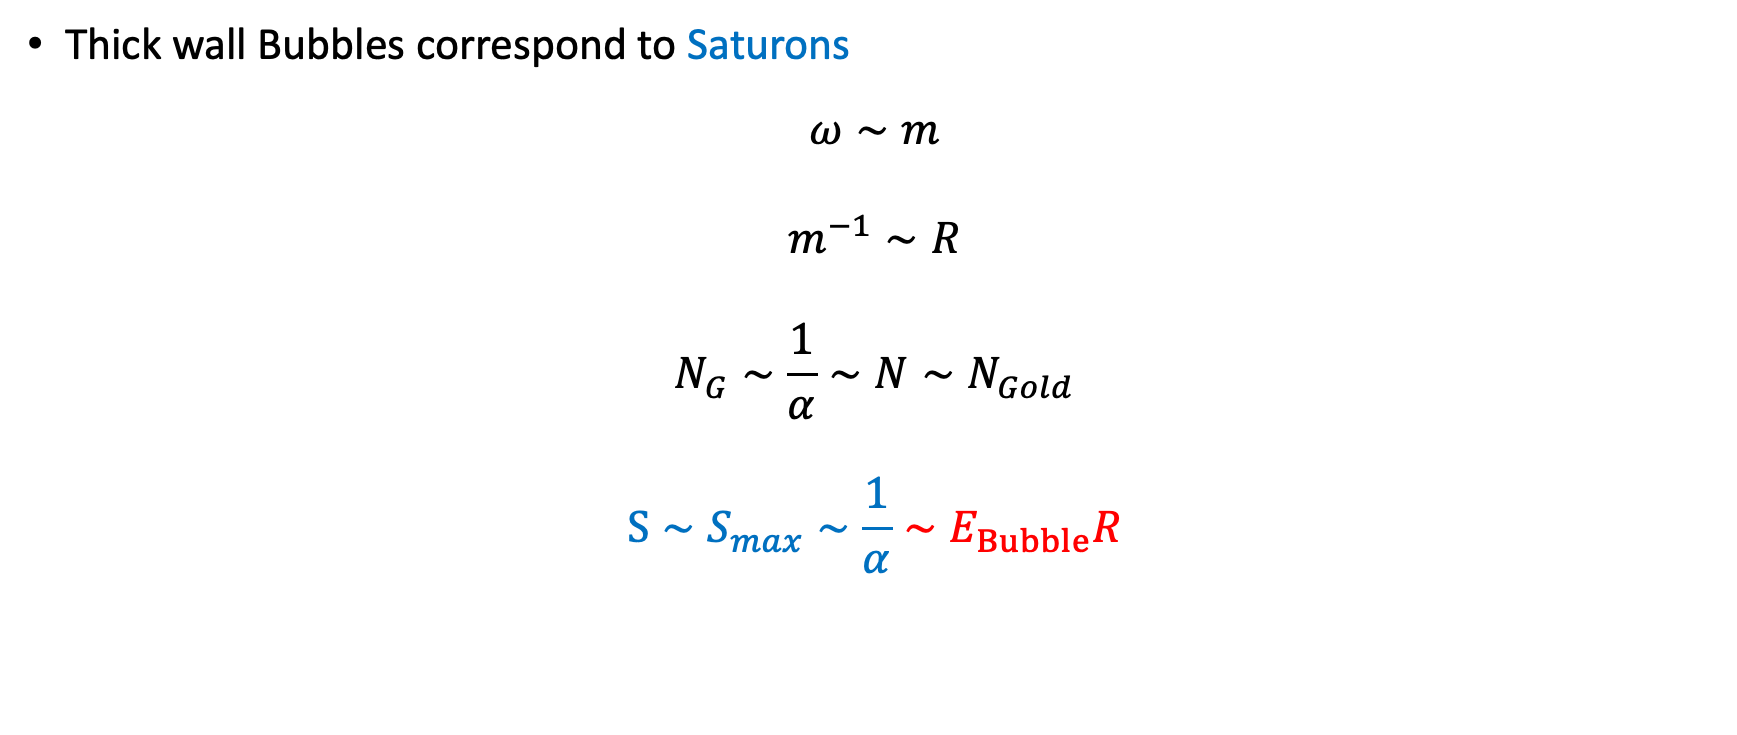 • Thick wall Bubbles correspond to Saturons
ω ~ m
m⁻¹ ~ R
N_G ~ 1/α ~ N ~ N_Gold
S ~ S_max ~ 1/α ~ E_Bubble R